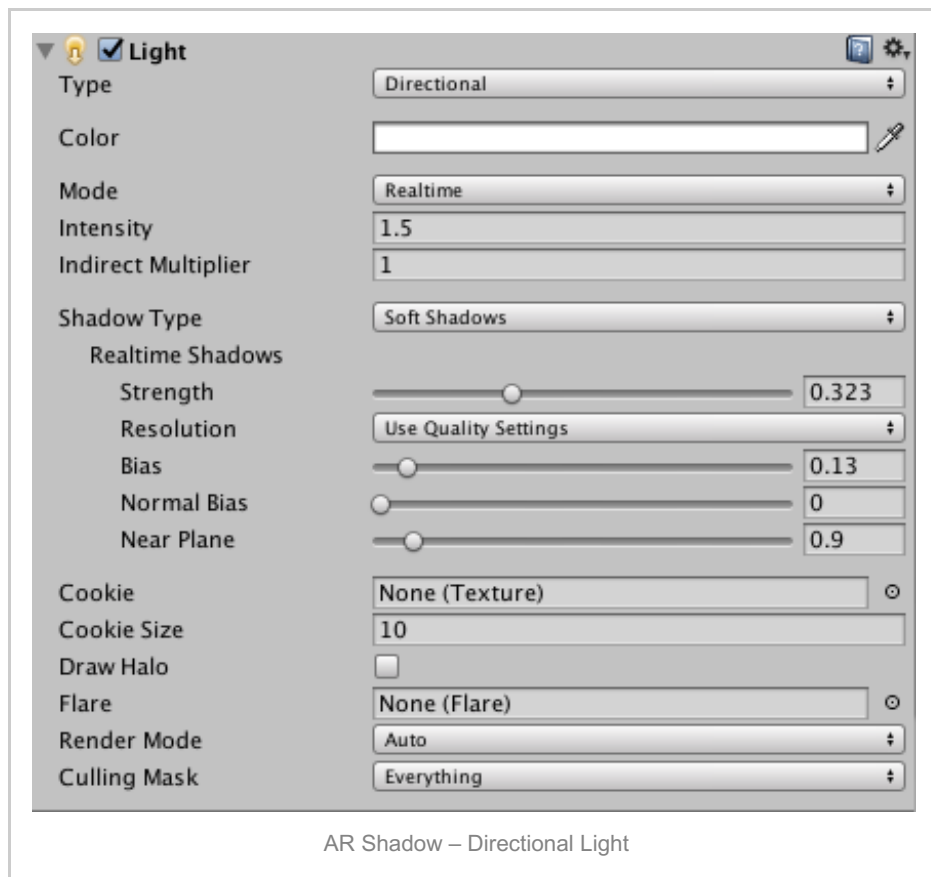 Light
Type Directional
Color
Mode Realtime
Intensity 1.5
Indirect Multiplier 1
Shadow Type Soft Shadows
Realtime Shadows
Strength 0.323
Resolution Use Quality Settings
Bias 0.13
Normal Bias 0
Near Plane 0.9
Cookie None (Texture)
Cookie Size 10
Draw Halo
Flare None (Flare)
Render Mode Auto
Culling Mask Everything
AR Shadow – Directional Light